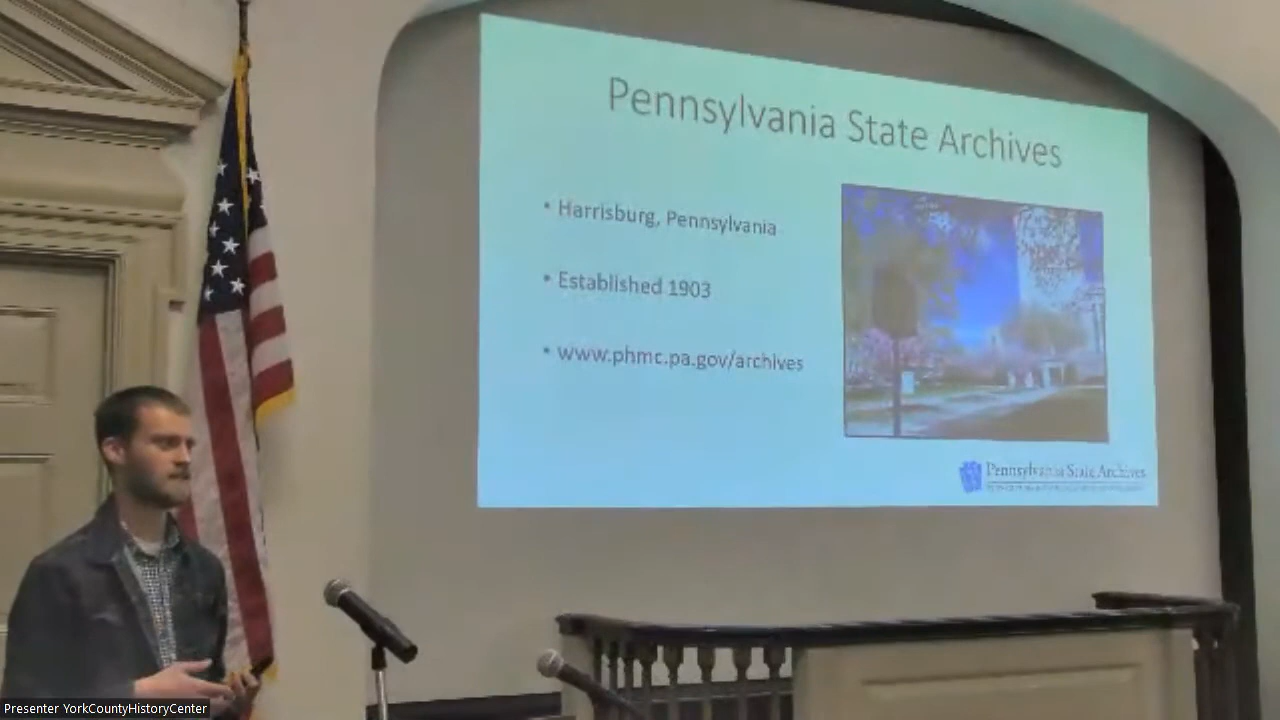 Pennsylvania State Archives
• Harrisburg, Pennsylvania
• Established 1903
• www.phmc.pa.gov/archives
Pennsylvania State Archives
Presenter YorkCountyHistoryCenter